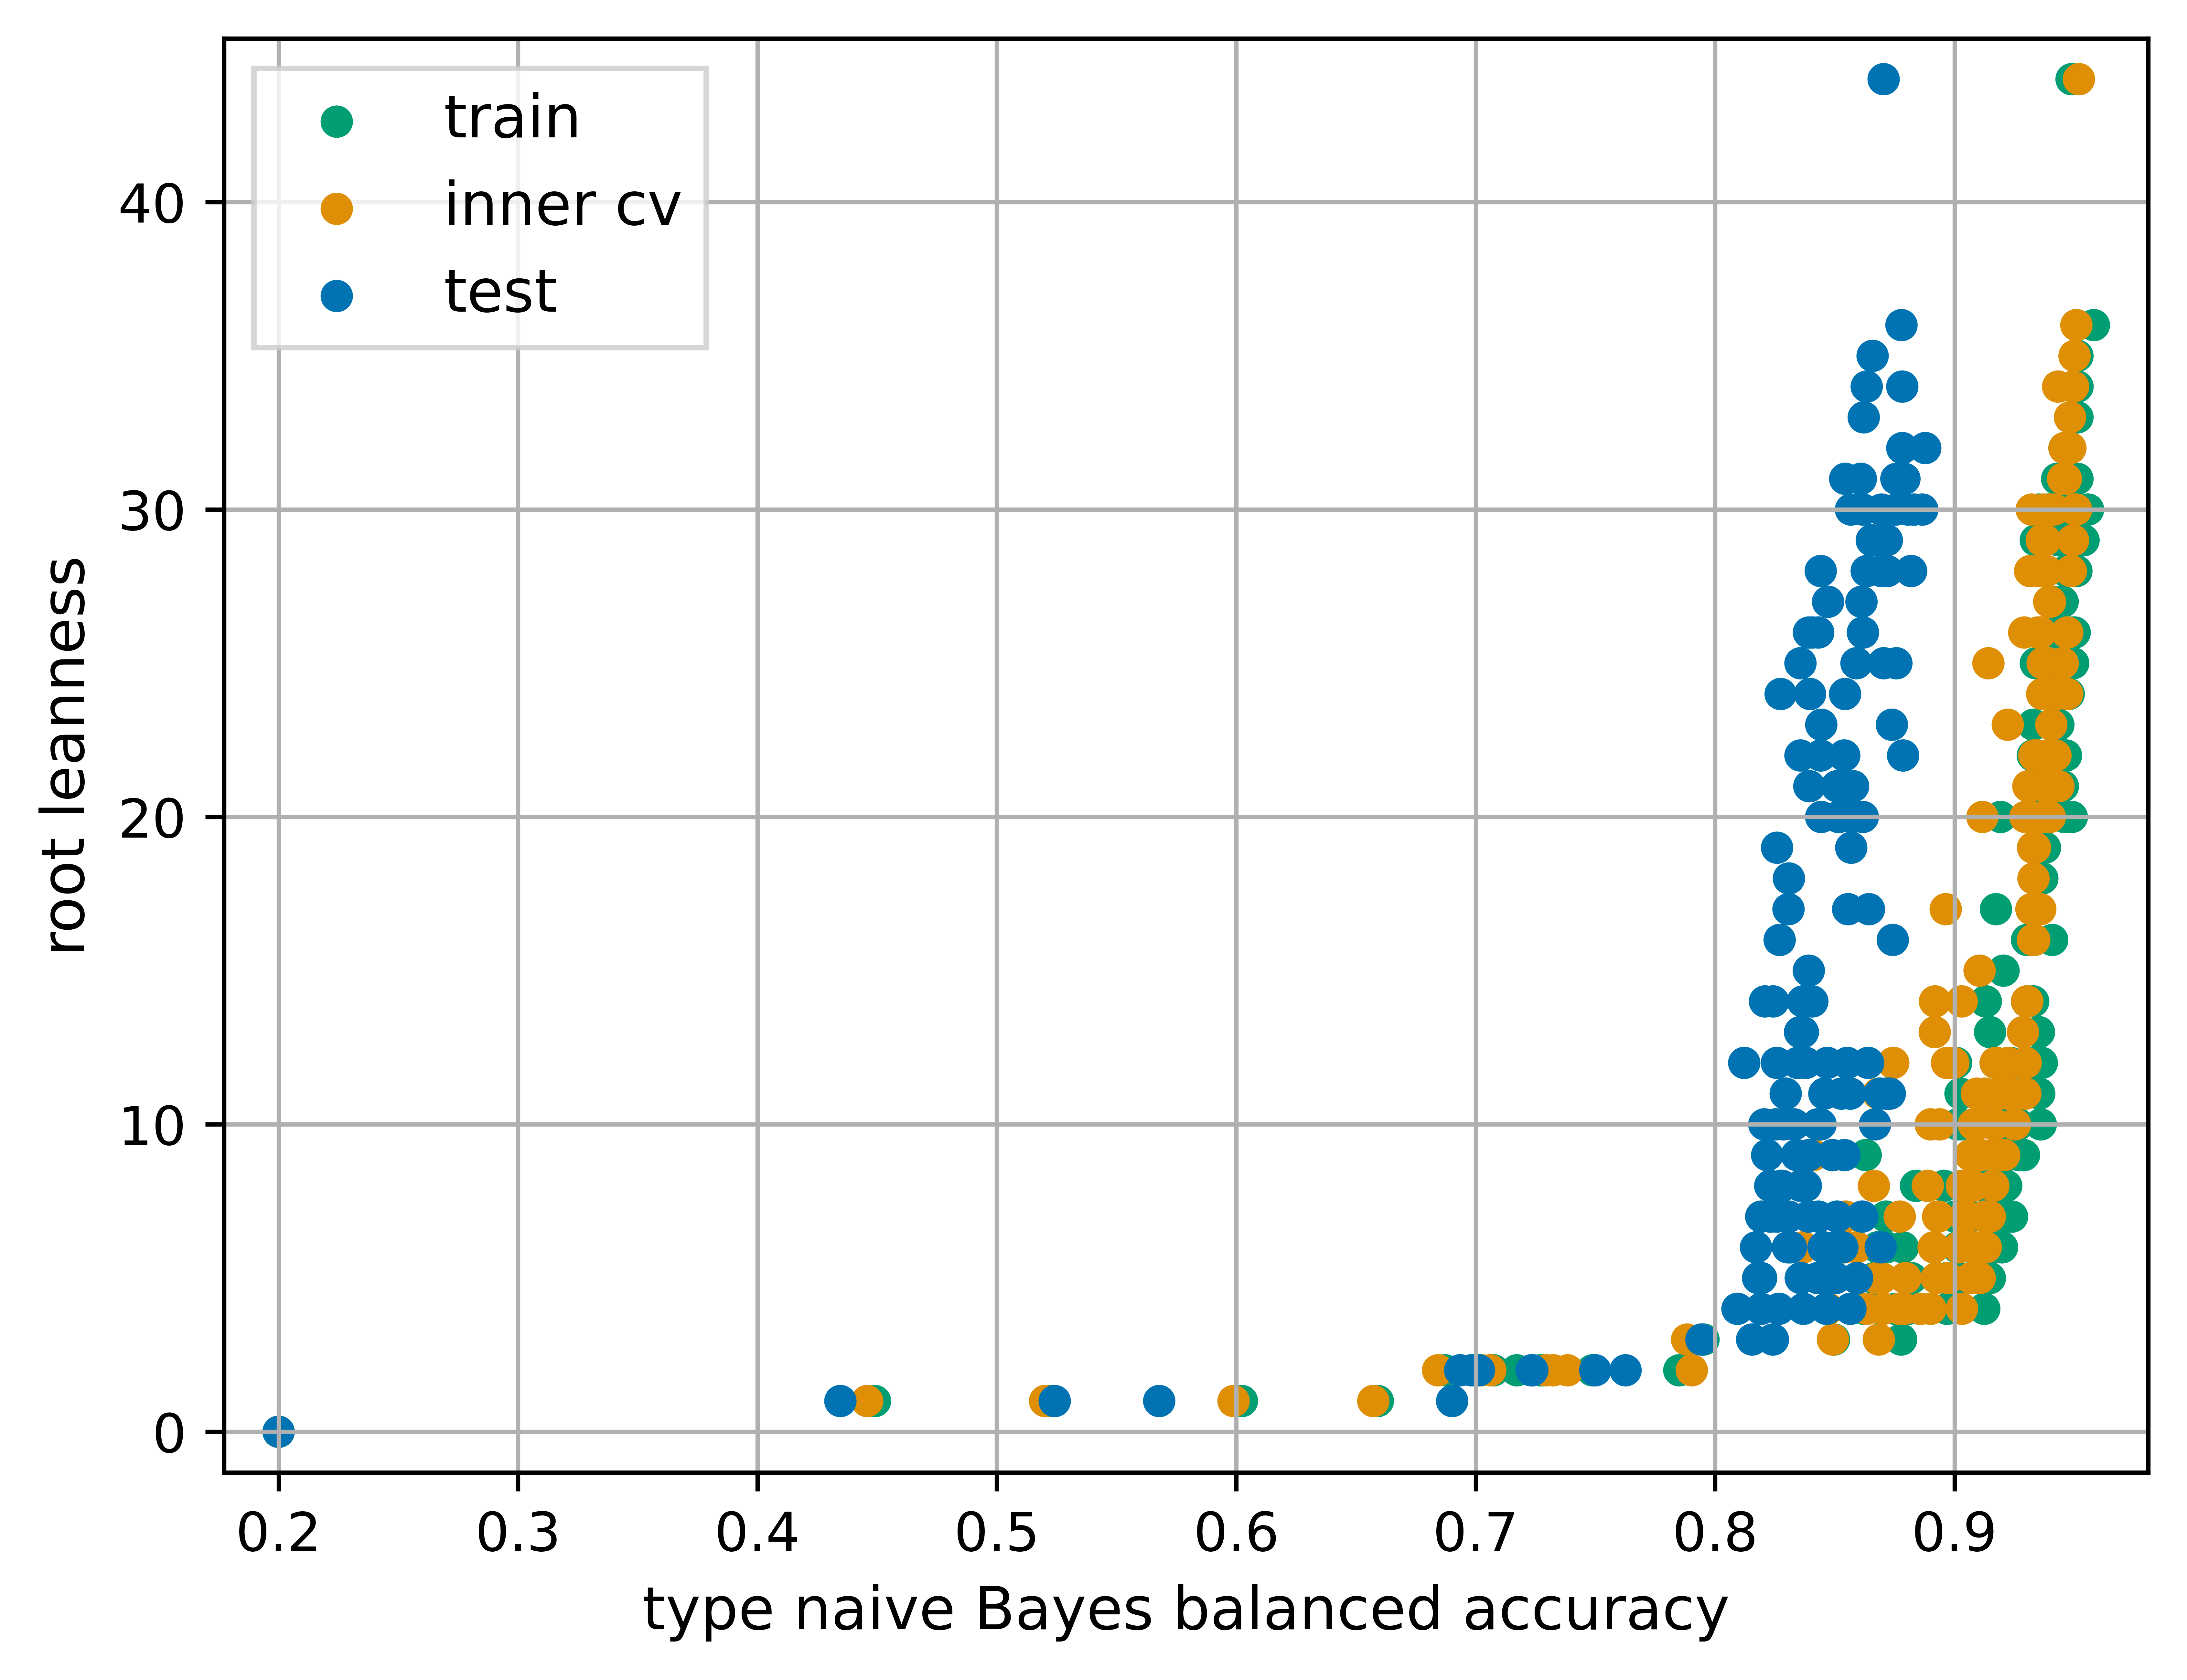 train
inner cv
test
40
30
20
10
0
root leanness
0.2 0.3 0.4 0.5 0.6 0.7 0.8 0.9
type naive Bayes balanced accuracy